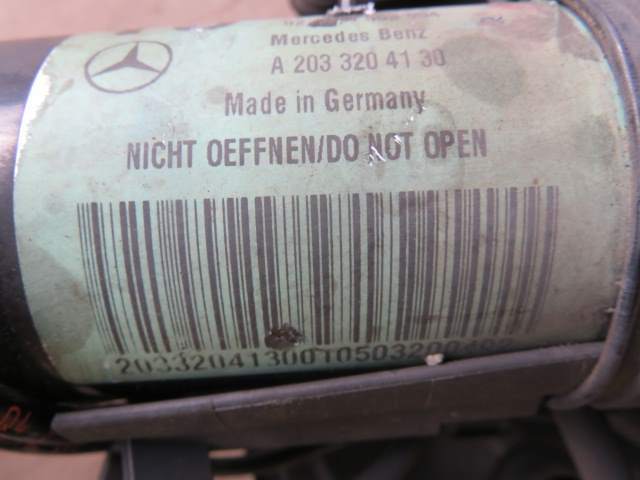 Mercedes Benz
A 203 320 41 30
Made in Germany
NICHT OEFFNEN/DO NOT OPEN